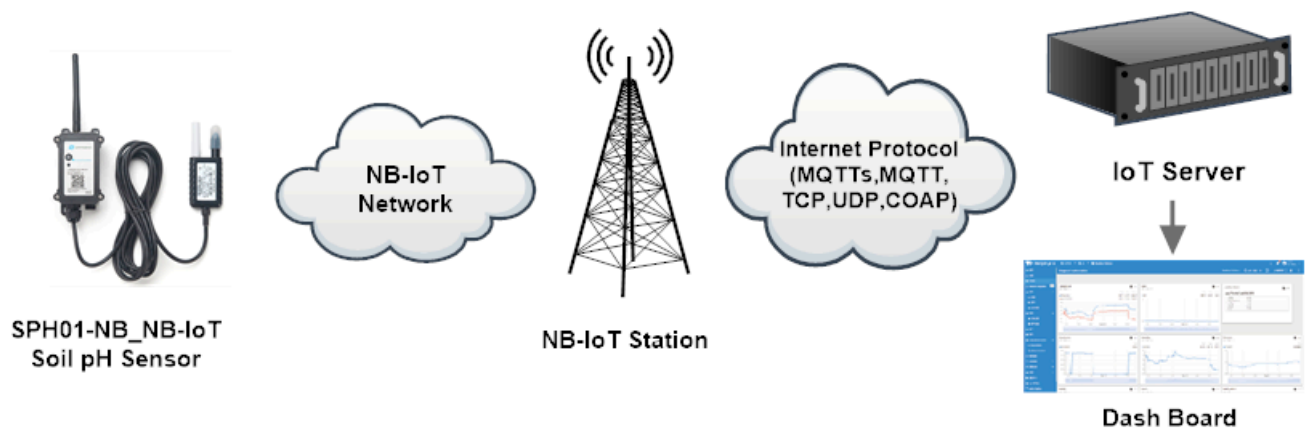 SPH01-NB_NB-IoT
Soil pH Sensor
NB-IoT
Network
NB-IoT Station
Internet Protocol
(MQTTs,MQTT,
TCP,UDP,COAP)
IoT Server
Dash Board